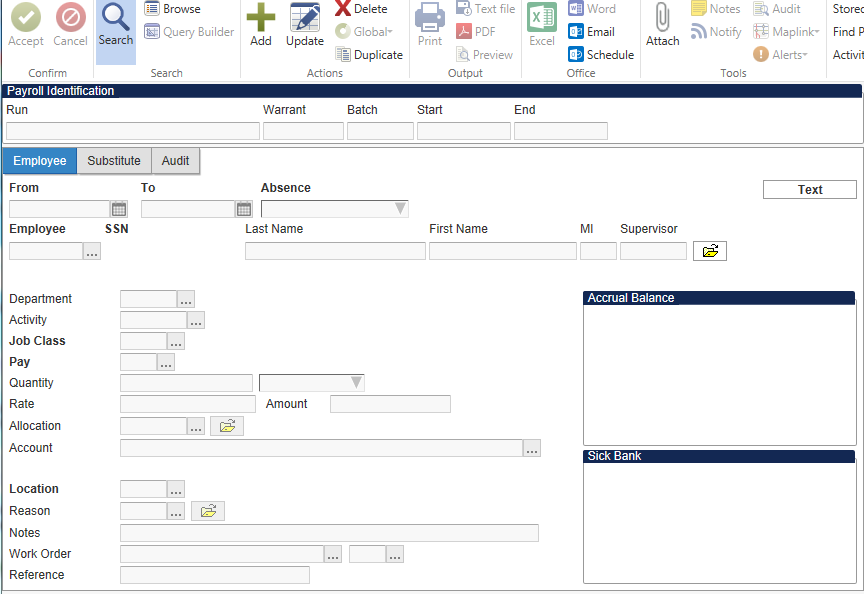 Accept Cancel Search Browse Query Builder Add Update Delete Global Duplicate Print Text file PDF Preview Excel Word Email Schedule Attach Notes Notify Audit Maplink Alerts Find P
Confirm Search Actions Output Office Tools
Payroll Identification
Run Warrant Batch Start End
Employee Substitute Audit
From To Absence Text
Employee SSN Last Name First Name MI Supervisor
Department
Activity
Job Class
Pay
Quantity
Rate Amount
Allocation
Account
Location
Reason
Notes
Work Order
Reference
Accrual Balance
Sick Bank